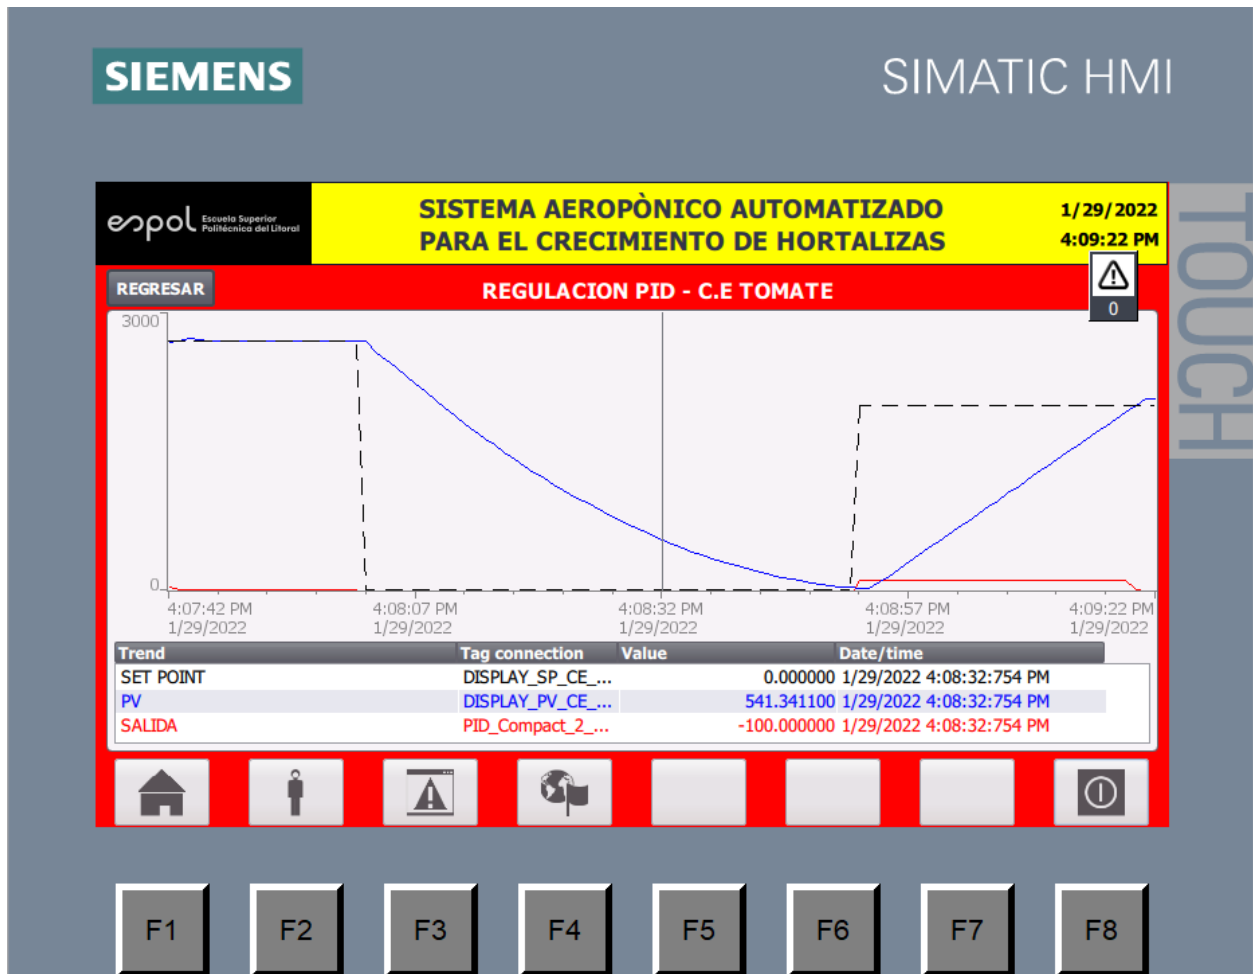 SIEMENS
SIMATIC HMI
TOUCH
espol Escuela Superior
Politécnica del Litoral
SISTEMA AEROPÒNICO AUTOMATIZADO
PARA EL CRECIMIENTO DE HORTALIZAS
1/29/2022
4:09:22 PM
REGRESAR
REGULACION PID - C.E TOMATE
0
3000
0
4:07:42 PM 4:08:07 PM 4:08:32 PM 4:08:57 PM 4:09:22 PM
1/29/2022 1/29/2022 1/29/2022 1/29/2022 1/29/2022
Trend Tag connection Value Date/time
SET POINT DISPLAY_SP_CE_... 0.000000 1/29/2022 4:08:32:754 PM
PV DISPLAY_PV_CE_... 541.341100 1/29/2022 4:08:32:754 PM
SALIDA PID_Compact_2_... -100.000000 1/29/2022 4:08:32:754 PM
F1 F2 F3 F4 F5 F6 F7 F8